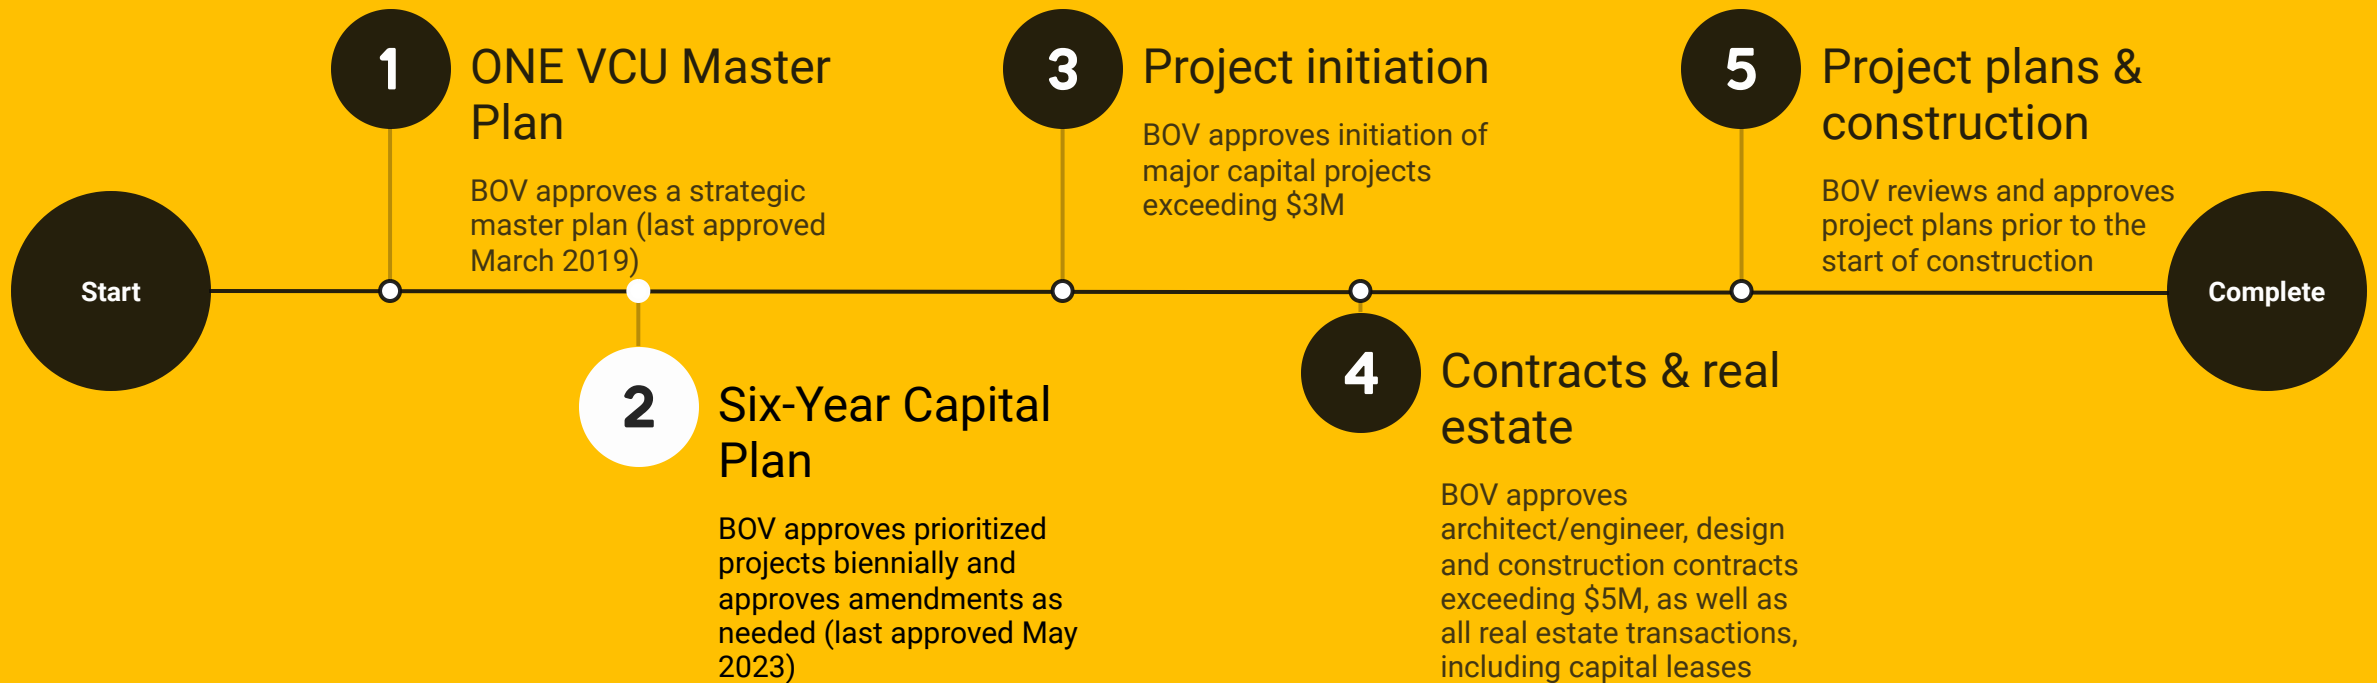 Start
1
ONE VCU Master
Plan
BOV approves a strategic
master plan (last approved
March 2019)
2
Six-Year Capital
Plan
BOV approves prioritized
projects biennially and
approves amendments as
needed (last approved May
2023)
3
Project initiation
BOV approves initiation of
major capital projects
exceeding $3M
4
Contracts & real
estate
BOV approves
architect/engineer, design
and construction contracts
exceeding $5M, as well as
all real estate transactions,
including capital leases
5
Project plans &
construction
BOV reviews and approves
project plans prior to the
start of construction
Complete